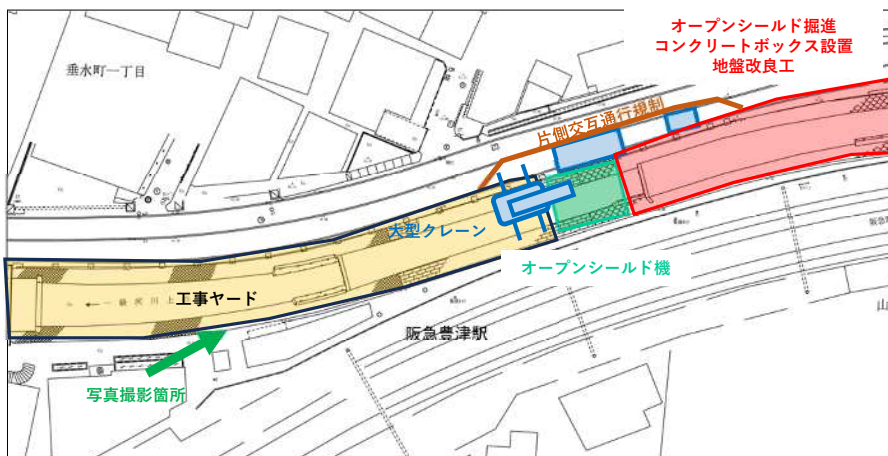 オープンシールド掘進
コンクリートボックス設置
地盤改良工
垂水町一丁目
片側交互通行規制
大型クレーン
オープンシールド機
工事ヤード
阪急豊津駅
写真撮影箇所
山